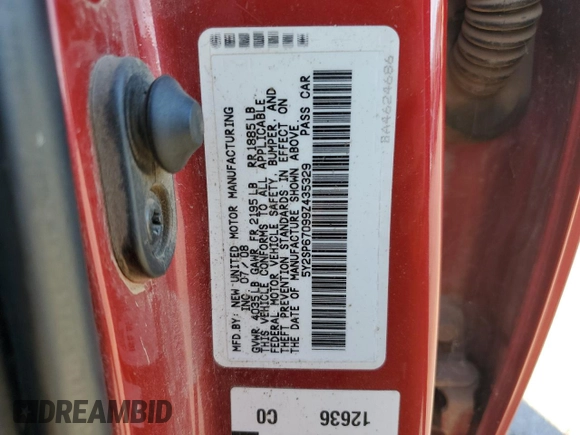 MFD.BY: NEW UNITED MOTOR MANUFACTURING
INC 07/08
GVWR 4035LB GAWR FR 2195LB RR 1885LB
THIS VEHICLE CONFORMS TO ALL APPLICABLE
FEDERAL MOTOR VEHICLE SAFETY, BUMPER, AND
THEFT PREVENTION STANDARDS IN EFFECT ON
THE DATE OF MANUFACTURE SHOWN ABOVE
5Y2SP67099Z435329 PASS CAR
BA4624686
12636
C0
DREAMBID